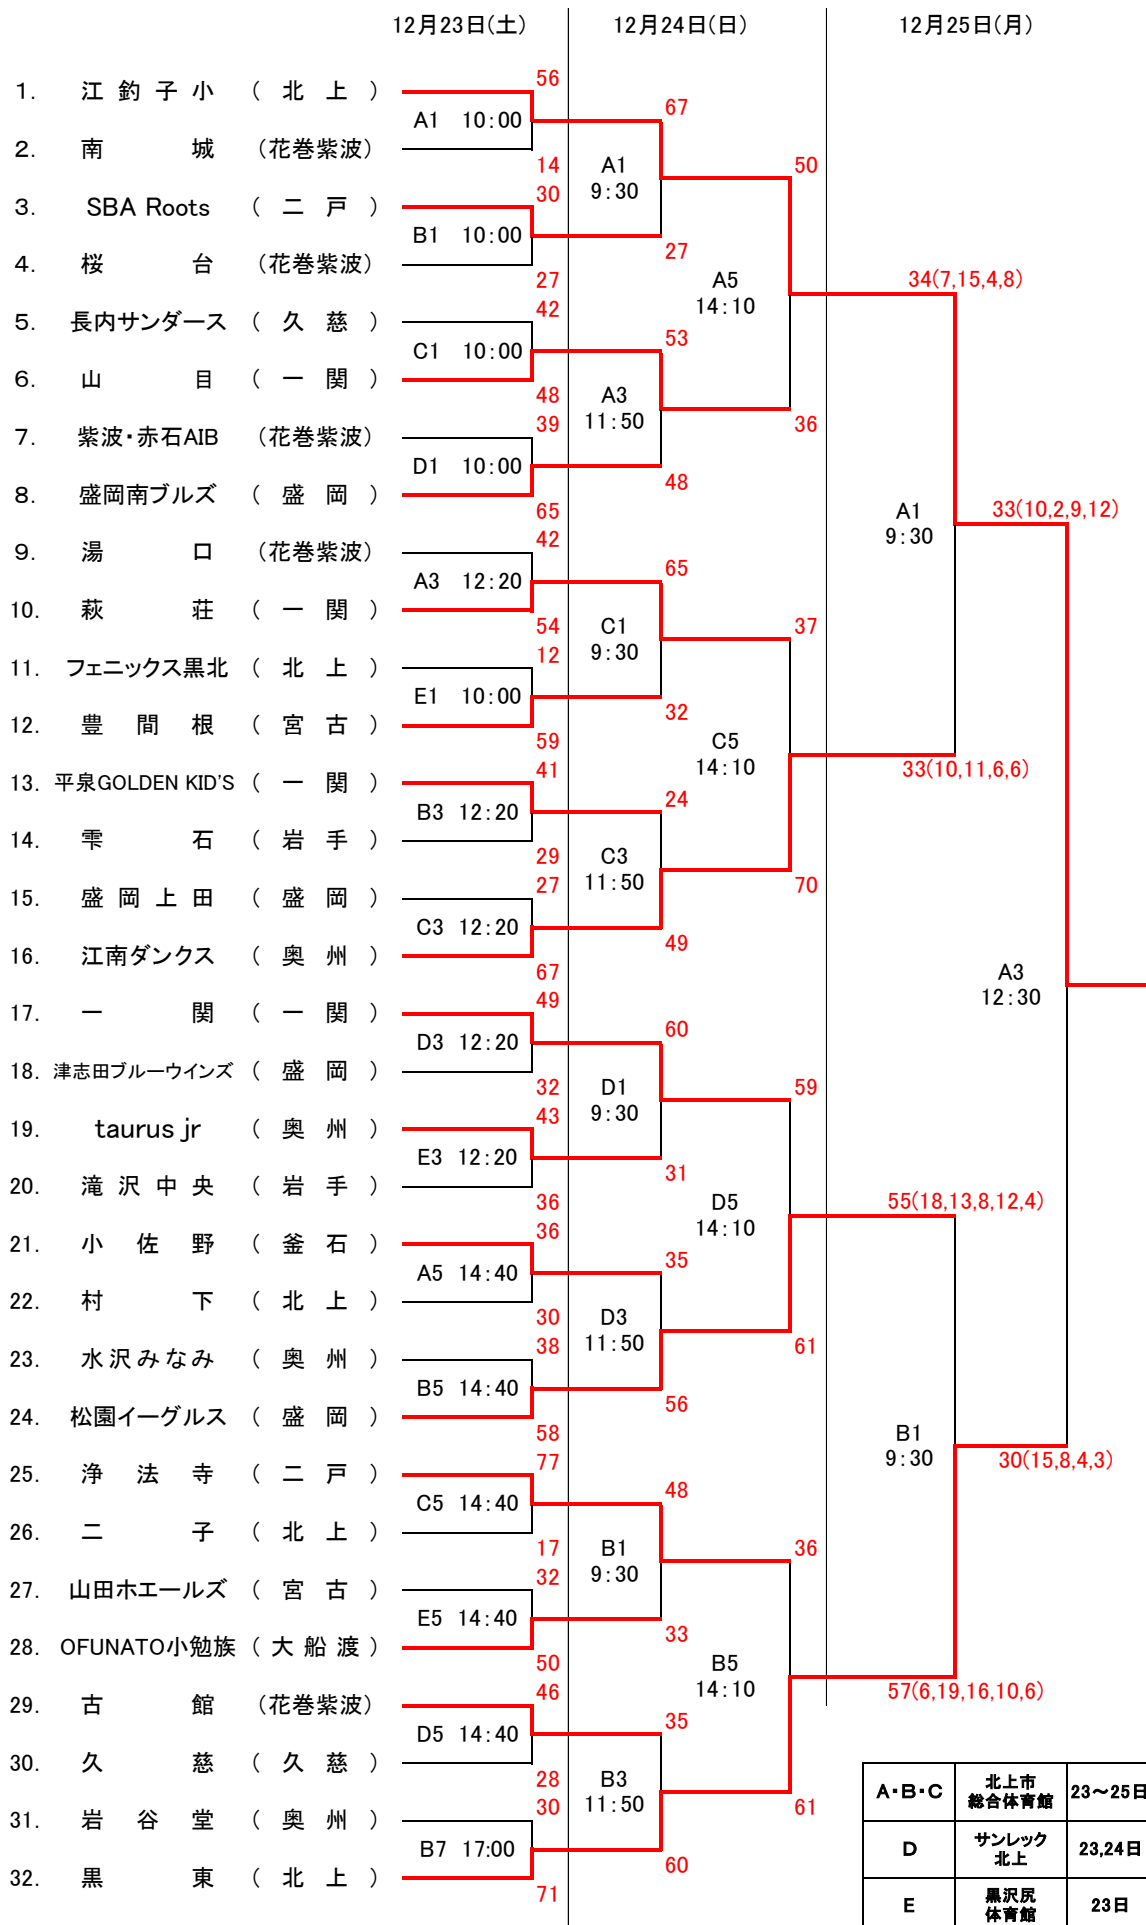 12月23日(土) 12月24日(日) 12月25日(月)
56
1. 江釣子小 (北上)
A1 10:00
67
2. 南城 (花巻紫波)
14
A1
9:30
50
30
3. SBA Roots (二戸)
B1 10:00
27
4. 桜台 (花巻紫波)
27
A5
14:10
34(7,15,4,8)
42
5. 長内サンダース (久慈)
C1 10:00
53
6. 山目 (一関)
48
A3
11:50
36
39
7. 紫波・赤石AIB (花巻紫波)
D1 10:00
48
8. 盛岡南ブルズ (盛岡)
65
A1
9:30
33(10,2,9,12)
42
9. 湯口 (花巻紫波)
A3 12:20
65
10. 萩荘 (一関)
54
C1
9:30
37
12
11. フェニックス黒北 (北上)
E1 10:00
32
12. 豊間根 (宮古)
59
C5
14:10
33(10,11,6,6)
41
13. 平泉GOLDEN KID'S (一関)
B3 12:20
24
14. 雫石 (岩手)
29
C3
11:50
70
27
15. 盛岡上田 (盛岡)
C3 12:20
49
16. 江南ダンクス (奥州)
67
A3
12:30
49
17. 一関 (一関)
D3 12:20
60
18. 津志田ブルーウインズ (盛岡)
32
D1
9:30
59
43
19. taurus jr (奥州)
E3 12:20
31
20. 滝沢中央 (岩手)
36
D5
14:10
55(18,13,8,12,4)
36
21. 小佐野 (釜石)
A5 14:40
35
22. 村下 (北上)
30
D3
11:50
61
38
23. 水沢みなみ (奥州)
B5 14:40
56
24. 松園イーグルス (盛岡)
58
B1
9:30
30(15,8,4,3)
77
25. 浄法寺 (二戸)
C5 14:40
48
26. 二子 (北上)
17
B1
9:30
36
32
27. 山田ホエールズ (宮古)
E5 14:40
33
28. OFUNATO小勉族 (大船渡)
50
B5
14:10
57(6,19,16,10,6)
46
29. 古館 (花巻紫波)
D5 14:40
35
30. 久慈 (久慈)
28
B3
11:50
61
30
31. 岩谷堂 (奥州)
B7 17:00
60
32. 黒東 (北上)
71
A・B・C 北上市
総合体育館 23～25日
D サンレック
北上 23,24日
E 黒沢尻
体育館 23日